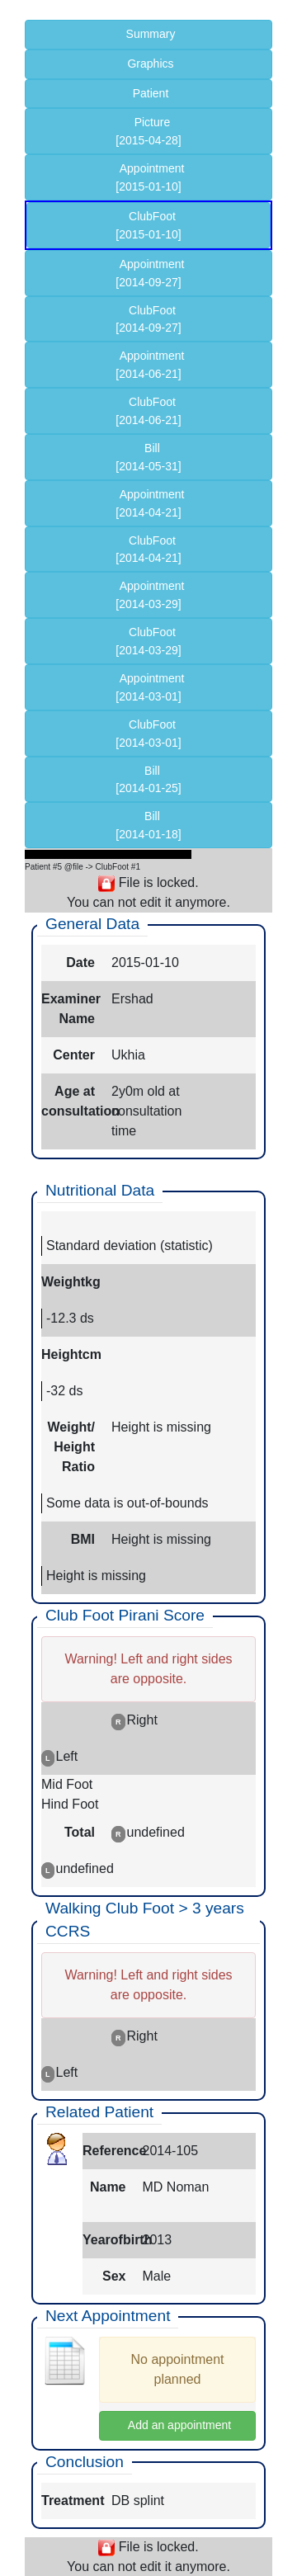 Summary
Graphics
Patient
Picture
[2015-04-28]
Appointment
[2015-01-10]
ClubFoot
[2015-01-10]
Appointment
[2014-09-27]
ClubFoot
[2014-09-27]
Appointment
[2014-06-21]
ClubFoot
[2014-06-21]
Bill
[2014-05-31]
Appointment
[2014-04-21]
ClubFoot
[2014-04-21]
Appointment
[2014-03-29]
ClubFoot
[2014-03-29]
Appointment
[2014-03-01]
ClubFoot
[2014-03-01]
Bill
[2014-01-25]
Bill
[2014-01-18]
Patient #5 @file -> ClubFoot #1
File is locked.
You can not edit it anymore.
General Data
Date 2015-01-10
Examiner Ershad
Name
Center Ukhia
Age at 2y0m old at
consultation consultation
time
Nutritional Data
Standard deviation (statistic)
Weightkg
-12.3 ds
Heightcm
-32 ds
Weight/ Height is missing
Height
Ratio
Some data is out-of-bounds
BMI Height is missing
Height is missing
Club Foot Pirani Score
Warning! Left and right sides
are opposite.
R Right
L Left
Mid Foot
Hind Foot
Total R undefined
L undefined
Walking Club Foot > 3 years
CCRS
Warning! Left and right sides
are opposite.
R Right
L Left
Related Patient
Reference 2014-105
Name MD Noman
Yearofbirth 2013
Sex Male
Next Appointment
No appointment
planned
Add an appointment
Conclusion
Treatment DB splint
File is locked.
You can not edit it anymore.